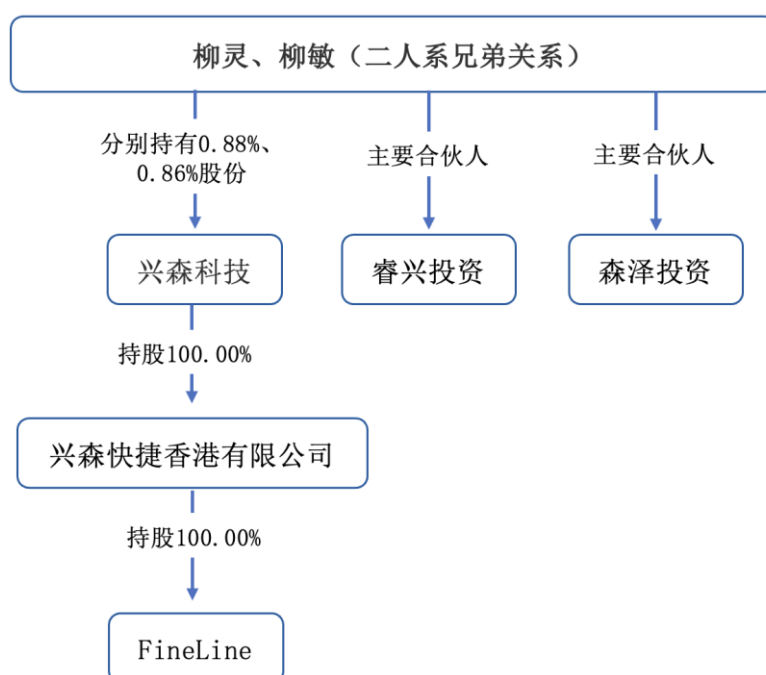 柳灵、柳敏（二人系兄弟关系）
分别持有0.88%、
0.86%股份
主要合伙人
主要合伙人
兴森科技
睿兴投资
森泽投资
持股100.00%
兴森快捷香港有限公司
持股100.00%
FineLine